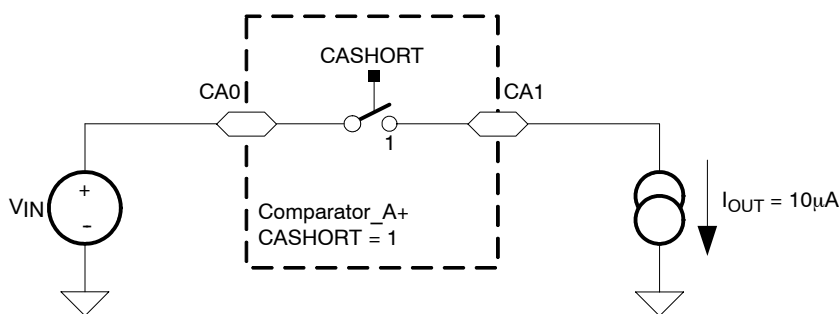 CASHORT
CA0
CA1
1
VIN
+
-
Comparator_A+
CASHORT = 1
IOUT = 10μA